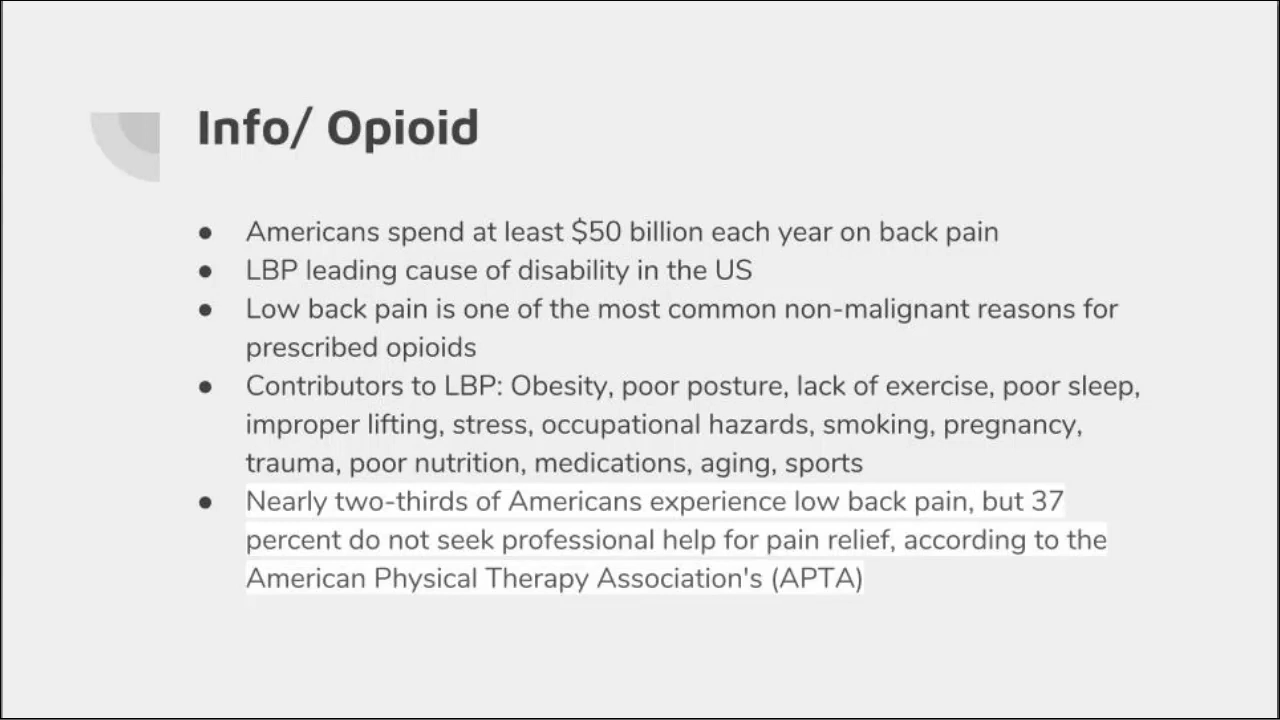 Info/ Opioid
● Americans spend at least $50 billion each year on back pain
● LBP leading cause of disability in the US
● Low back pain is one of the most common non-malignant reasons for
prescribed opioids
● Contributors to LBP: Obesity, poor posture, lack of exercise, poor sleep,
improper lifting, stress, occupational hazards, smoking, pregnancy,
trauma, poor nutrition, medications, aging, sports
● Nearly two-thirds of Americans experience low back pain, but 37
percent do not seek professional help for pain relief, according to the
American Physical Therapy Association's (APTA)